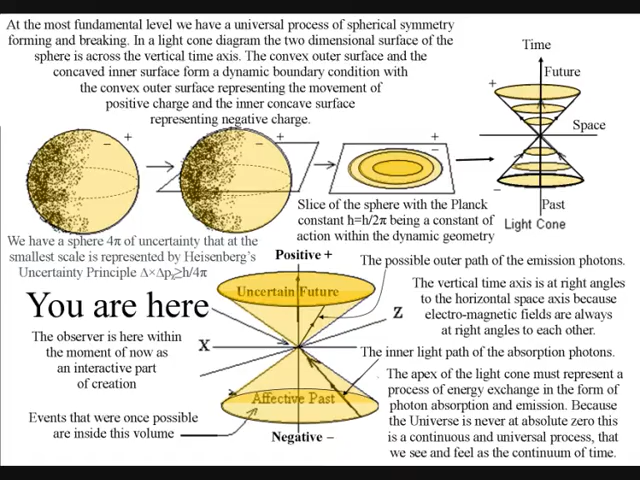 At the most fundamental level we have a universal process of spherical symmetry
forming and breaking. In a light cone diagram the two dimensional surface of the
sphere is across the vertical time axis. The convex outer surface and the
concaved inner surface form a dynamic boundary condition with
the convex outer surface representing the movement of
positive charge and the inner concave surface
representing negative charge.
Time
Future
+
Space
−
Past
Light Cone
+
−
+
−
+
−
Slice of the sphere with the Planck
constant h=h/2π being a constant of
action within the dynamic geometry
We have a sphere 4π of uncertainty that at the
smallest scale is represented by Heisenberg's
Uncertainty Principle Δ×Δpₓ≥h/4π
Positive +
The possible outer path of the emission photons.
Uncertain Future
The vertical time axis is at right angles
to the horizontal space axis because
electro-magnetic fields are always
at right angles to each other.
You are here
Z
X
The observer is here within
the moment of now as
an interactive part
of creation
The inner light path of the absorption photons.
The apex of the light cone must represent a
process of energy exchange in the form of
photon absorption and emission. Because
the Universe is never at absolute zero this
is a continuous and universal process, that
we see and feel as the continuum of time.
Affective Past
Events that were once possible
are inside this volume
Negative −